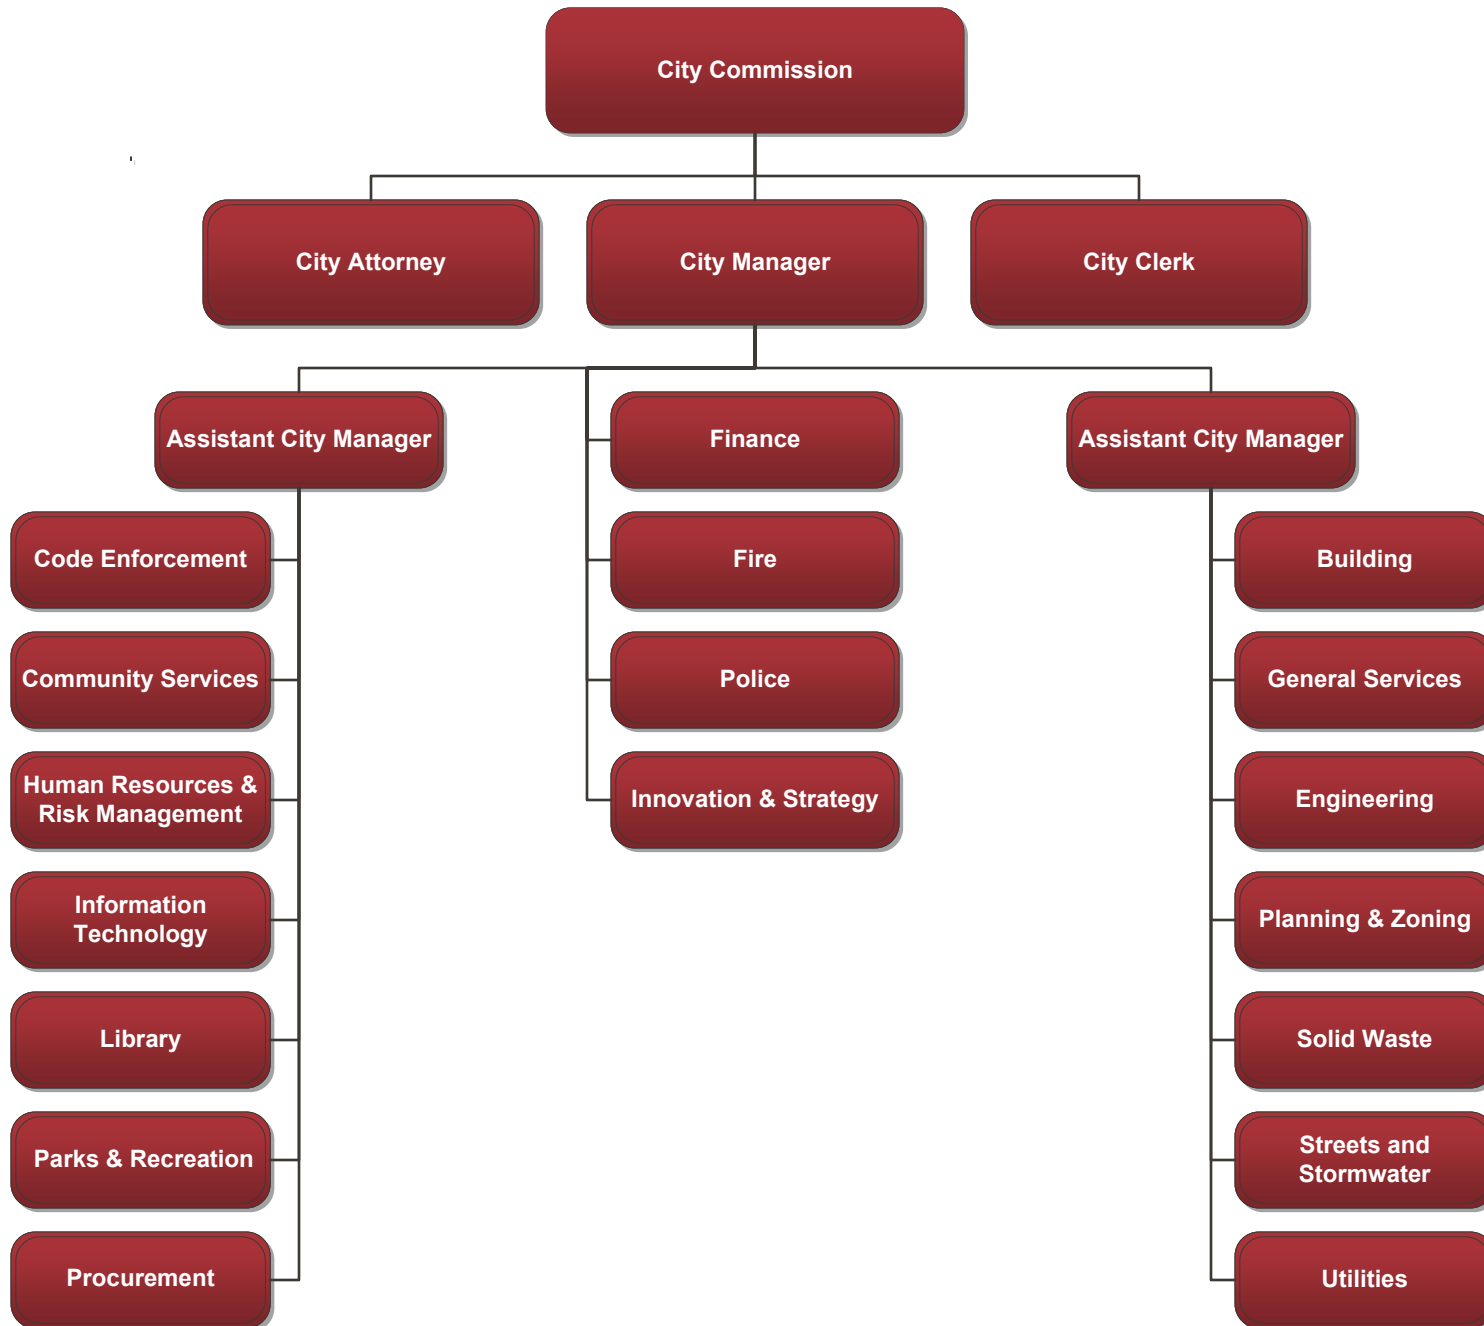 City Commission
City Attorney
City Manager
City Clerk
Assistant City Manager
Finance
Assistant City Manager
Code Enforcement
Fire
Building
Community Services
Police
General Services
Human Resources &
Risk Management
Innovation & Strategy
Engineering
Information
Technology
Planning & Zoning
Library
Solid Waste
Parks & Recreation
Streets and
Stormwater
Procurement
Utilities